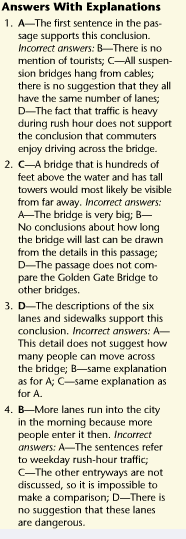 Answers With Explanations
1. A—The first sentence in the pas-
sage supports this conclusion.
Incorrect answers: B—There is no
mention of tourists; C—All suspen-
sion bridges hang from cables;
there is no suggestion that they all
have the same number of lanes;
D—The fact that traffic is heavy
during rush hour does not support
the conclusion that commuters
enjoy driving across the bridge.
2. C—A bridge that is hundreds of
feet above the water and has tall
towers would most likely be visible
from far away. Incorrect answers:
A—The bridge is very big; B—
No conclusions about how long
the bridge will last can be drawn
from the details in this passage;
D—The passage does not com-
pare the Golden Gate Bridge to
other bridges.
3. D—The descriptions of the six
lanes and sidewalks support this
conclusion. Incorrect answers: A—
This detail does not suggest how
many people can move across
the bridge; B—same explanation
as for A; C—same explanation as
for A.
4. B—More lanes run into the city
in the morning because more
people enter it then. Incorrect
answers: A—The sentences refer
to weekday rush-hour traffic;
C—The other entryways are not
discussed, so it is impossible to
make a comparison; D—There is
no suggestion that these lanes
are dangerous.